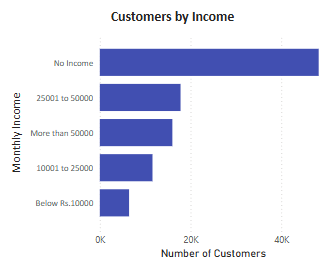 Customers by Income
Monthly Income
No Income
25001 to 50000
More than 50000
10001 to 25000
Below Rs.10000
0K 20K 40K
Number of Customers